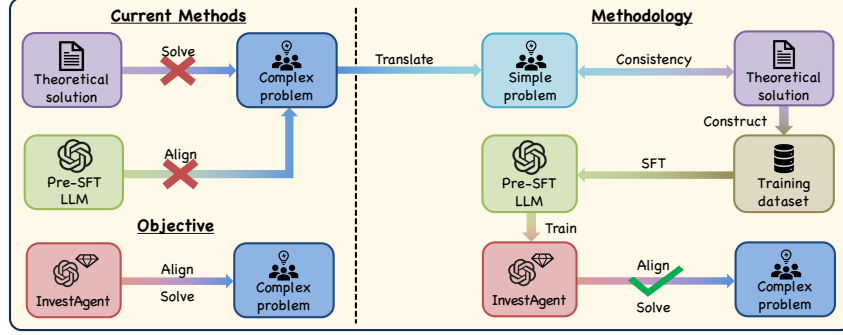 Current Methods
Solve
Theoretical
solution
Complex
problem
Align
Pre-SFT
LLM
Objective
InvestAgent
Align
Solve
Complex
problem
Translate
Methodology
Simple
problem
Consistency
Theoretical
solution
Construct
Pre-SFT
LLM
SFT
Training
dataset
Train
InvestAgent
Align
Solve
Complex
problem